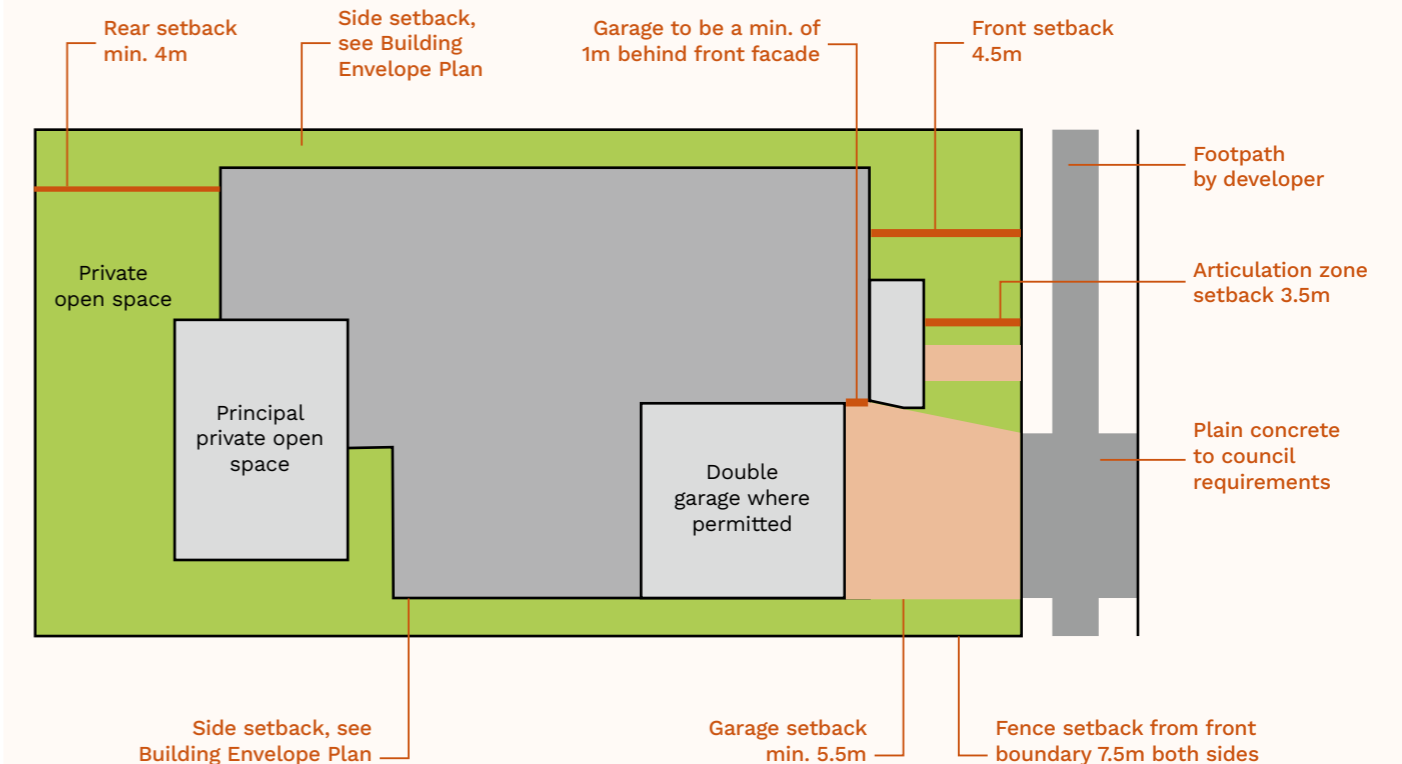 Rear setback
min. 4m
Side setback,
see Building
Envelope Plan
Garage to be a min. of
1m behind front facade
Front setback
4.5m
Footpath
by developer
Private
open space
Articulation zone
setback 3.5m
Principal
private open
space
Double
garage where
permitted
Plain concrete
to council
requirements
Side setback, see
Building Envelope Plan
Garage setback
min. 5.5m
Fence setback from front
boundary 7.5m both sides